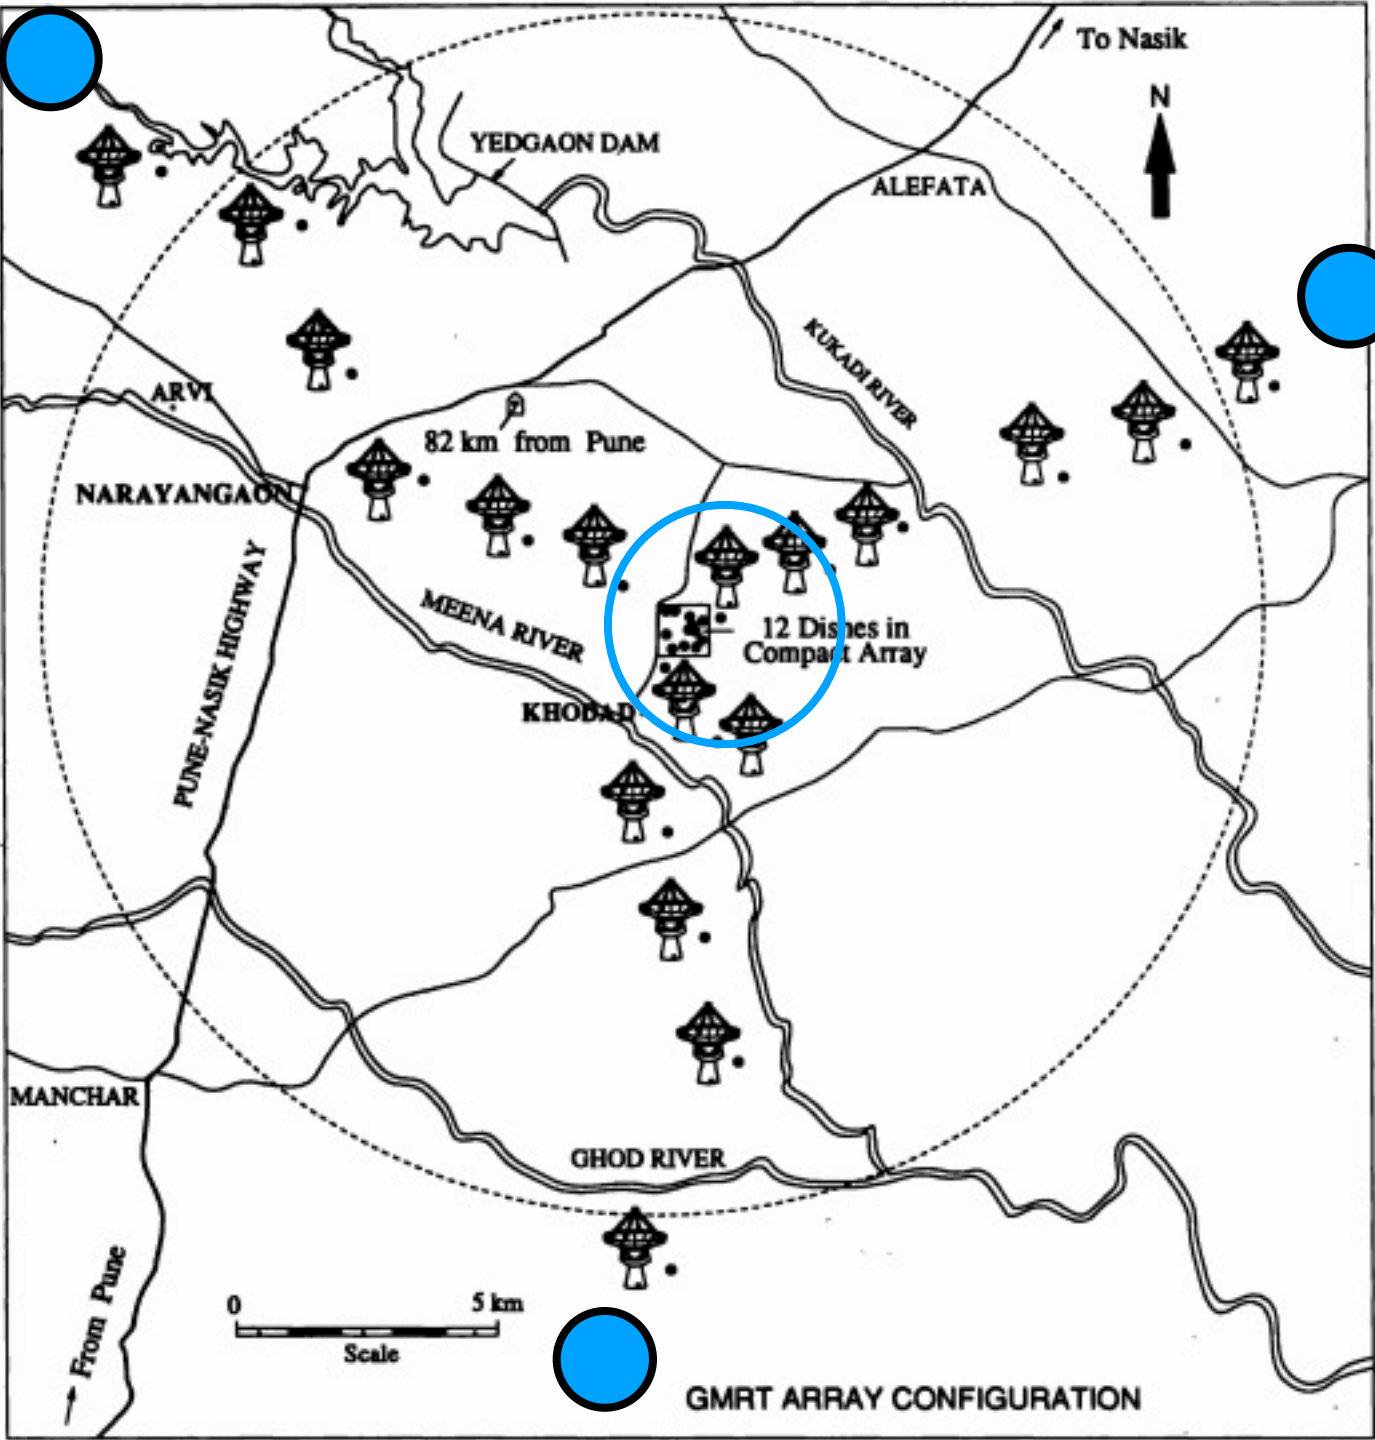 To Nasik
N
YEDGAON DAM
ALEFATA
KUKADI RIVER
ARVI
82 km from Pune
NARAYANGAON
PUNE-NASIK HIGHWAY
MEENA RIVER
12 Dishes in
Compact Array
KHODAD
MANCHAR
GHOD RIVER
From Pune
0 5 km
Scale
GMRT ARRAY CONFIGURATION